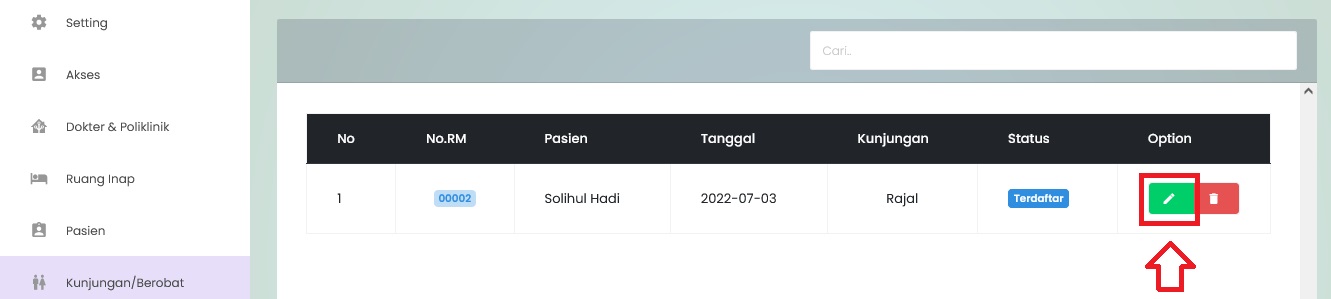 Setting
Akses
Dokter & Poliklinik
Ruang Inap
Pasien
Kunjungan/Berobat
Cari..
No No.RM Pasien Tanggal Kunjungan Status Option
1 00002 Solihul Hadi 2022-07-03 Rajal Terdaftar